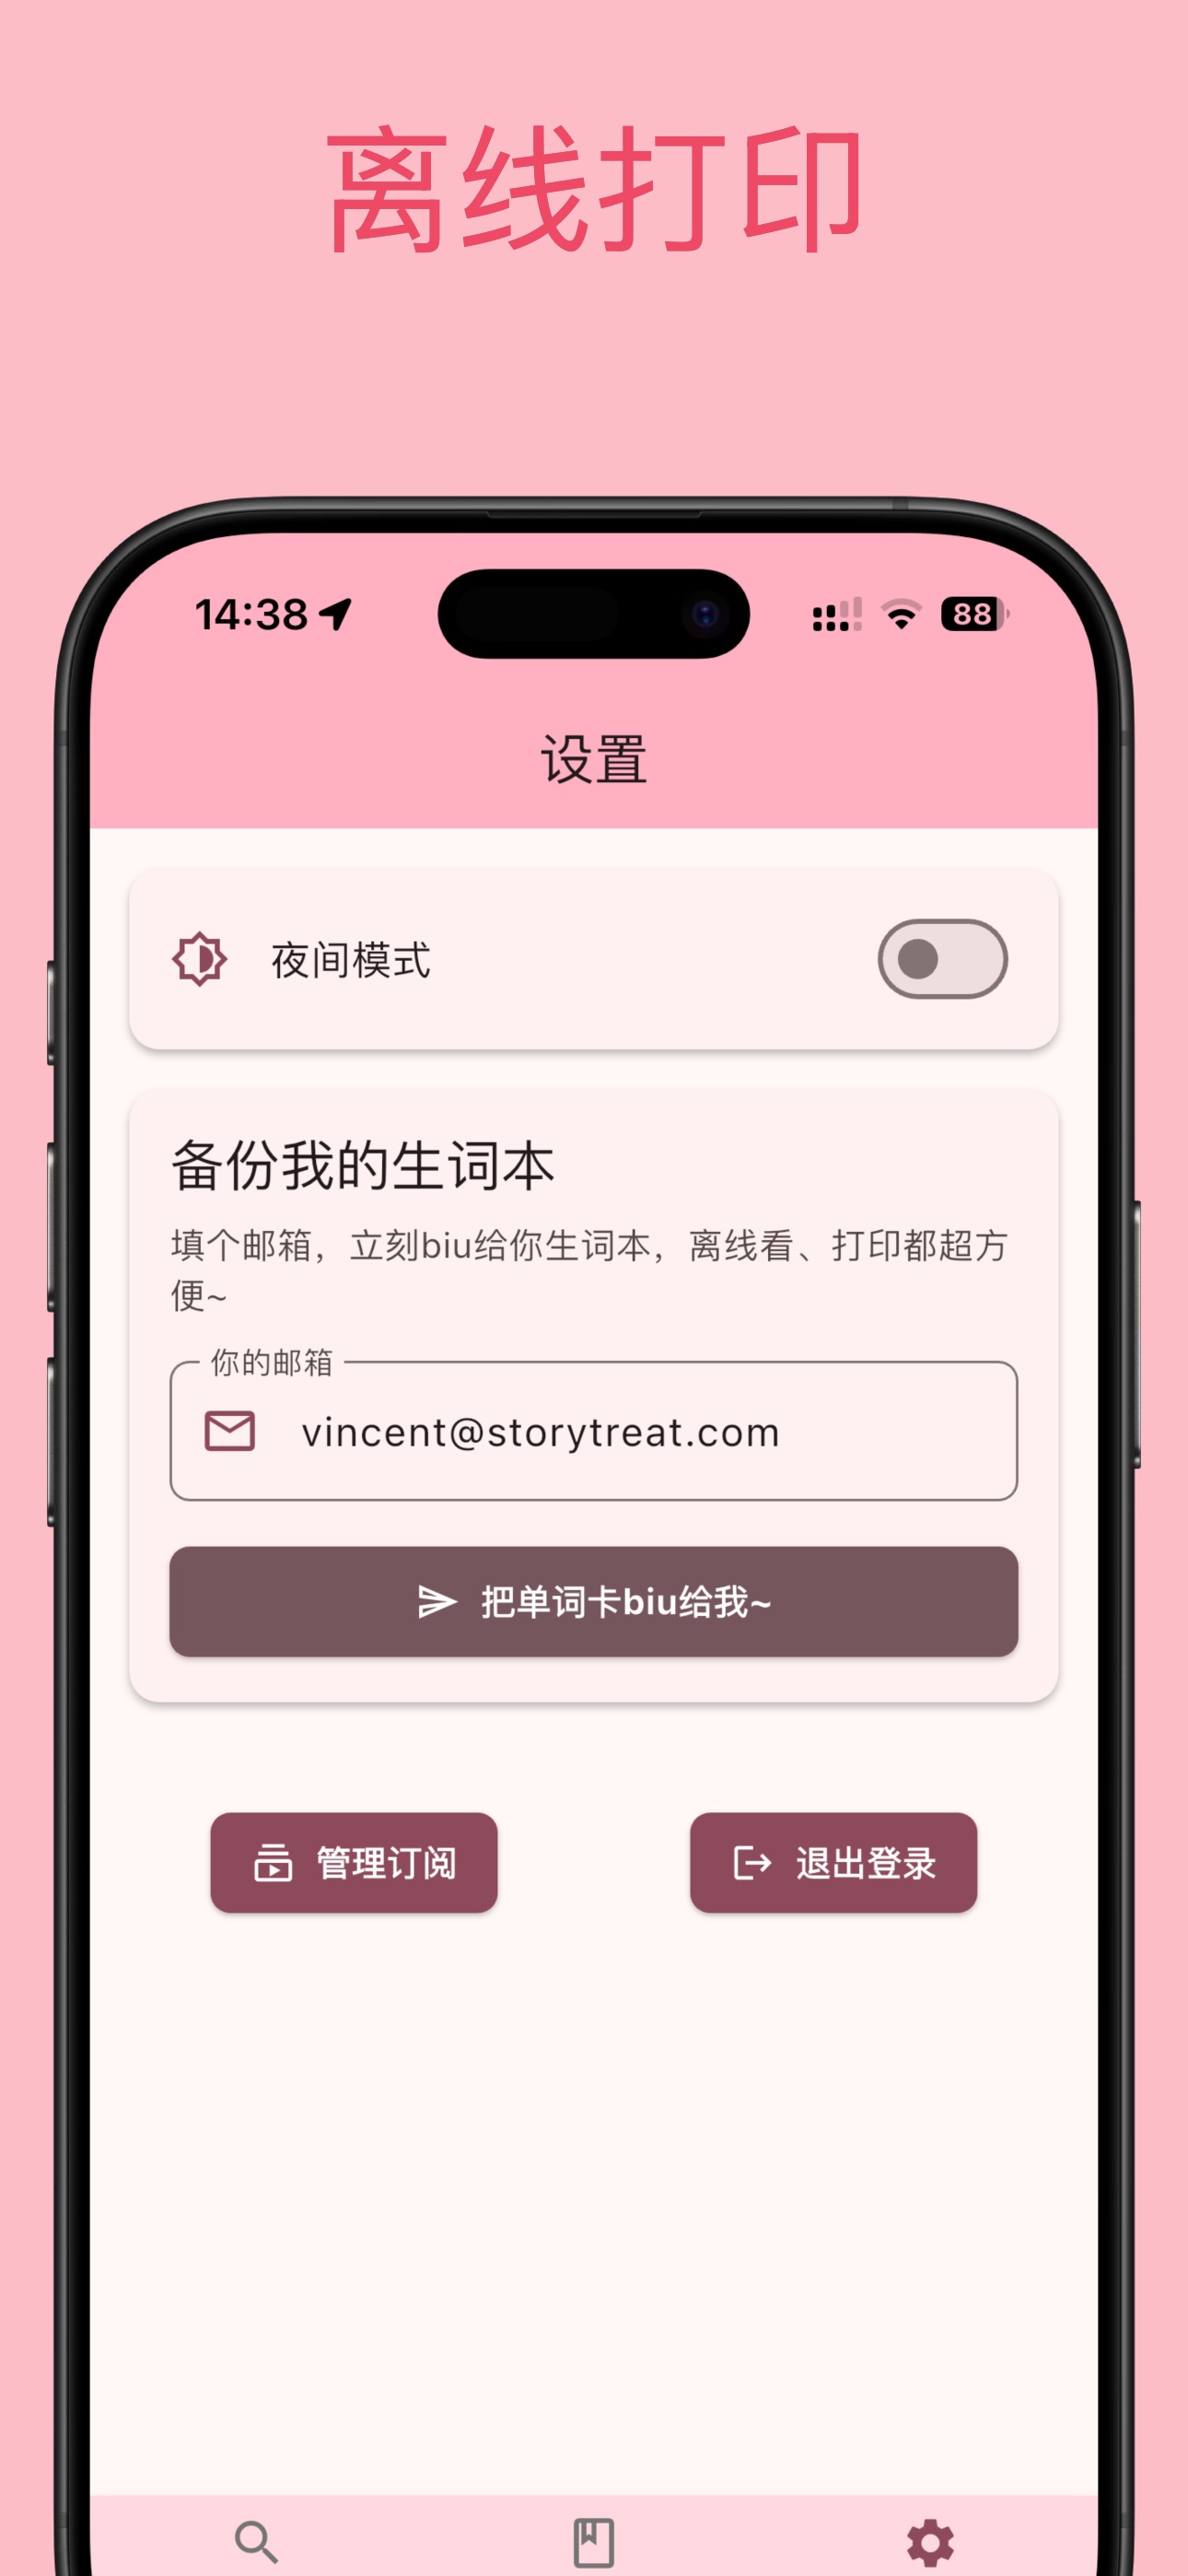 离线打印
14:38
88
设置
夜间模式
备份我的生词本
填个邮箱，立刻biu给你生词本，离线看、打印都超方
便~
你的邮箱
vincent@storytreat.com
把单词卡biu给我~
管理订阅
退出登录